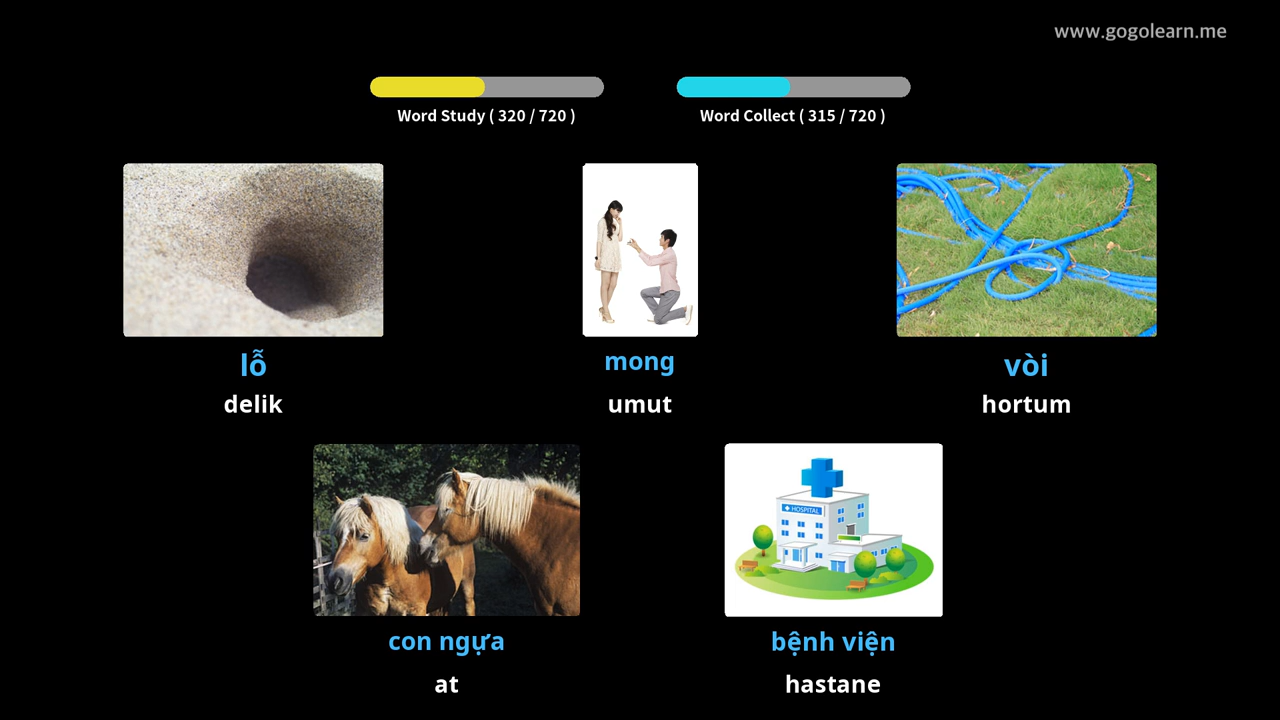 www.gogolearn.me
Word Study ( 320 / 720 )
Word Collect ( 315 / 720 )
lỗ
delik
mong
umut
vòi
hortum
HOSPITAL
con ngựa
at
bệnh viện
hastane